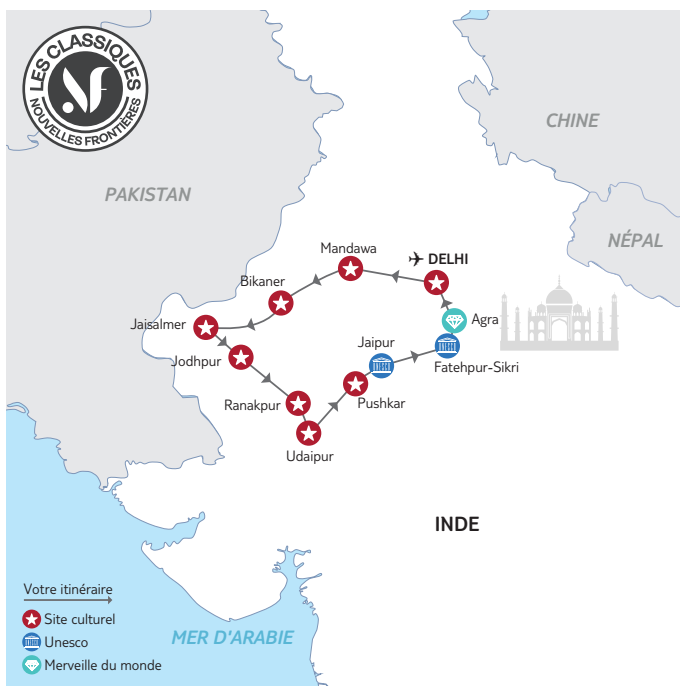 LES CLASSIQUES
NF
NOUVELLES FRONTIÈRES
CHINE
PAKISTAN
NÉPAL
Mandawa
DELHI
Bikaner
Jaisalmer
Agra
Jaipur
Jodhpur
Fatehpur-Sikri
Ranakpur
Pushkar
Udaipur
INDE
Votre itinéraire
Site culturel
Unesco
Merveille du monde
MER D'ARABIE